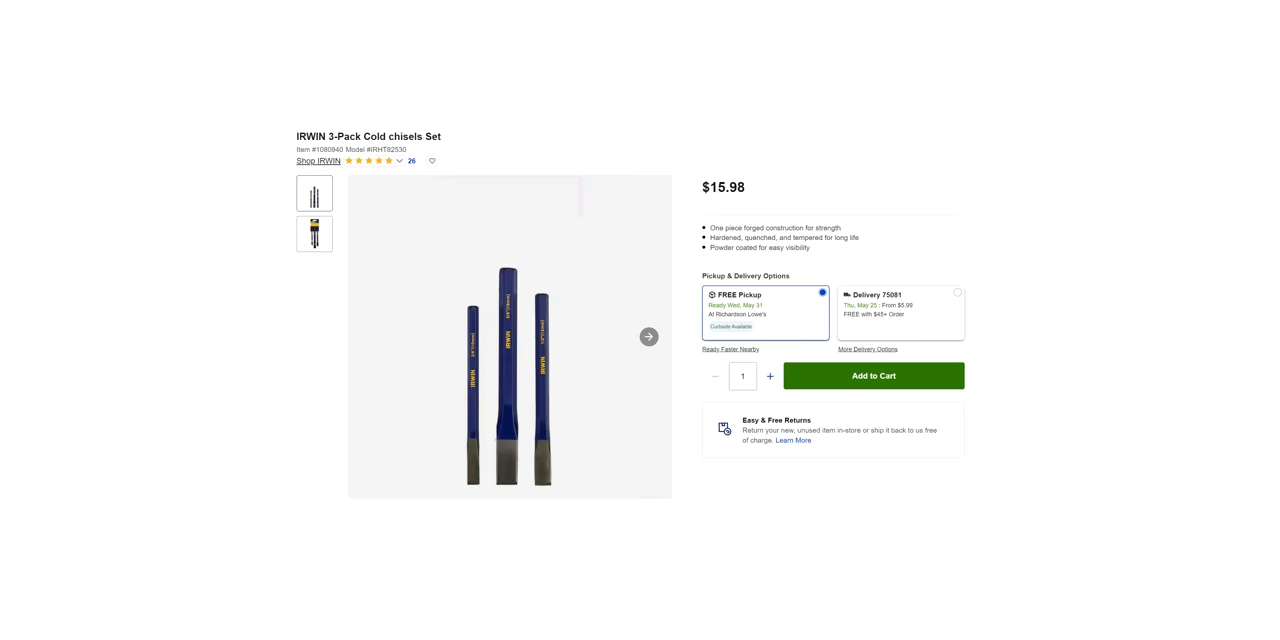 IRWIN 3-Pack Cold chisels Set
Item #1080940 Model #IRHT82530
Shop IRWIN 26
$15.98
One piece forged construction for strength
Hardened, quenched, and tempered for long life
Powder coated for easy visibility
Pickup & Delivery Options
FREE Pickup
Ready Wed, May 31
At Richardson Lowe's
Curbside Available
Delivery 75081
Thu, May 25 : From $5.99
FREE with $45+ Order
Ready Faster Nearby
More Delivery Options
1
Add to Cart
Easy & Free Returns
Return your new, unused item in-store or ship it back to us free
of charge. Learn More
IRWIN
IRWIN
IRWIN